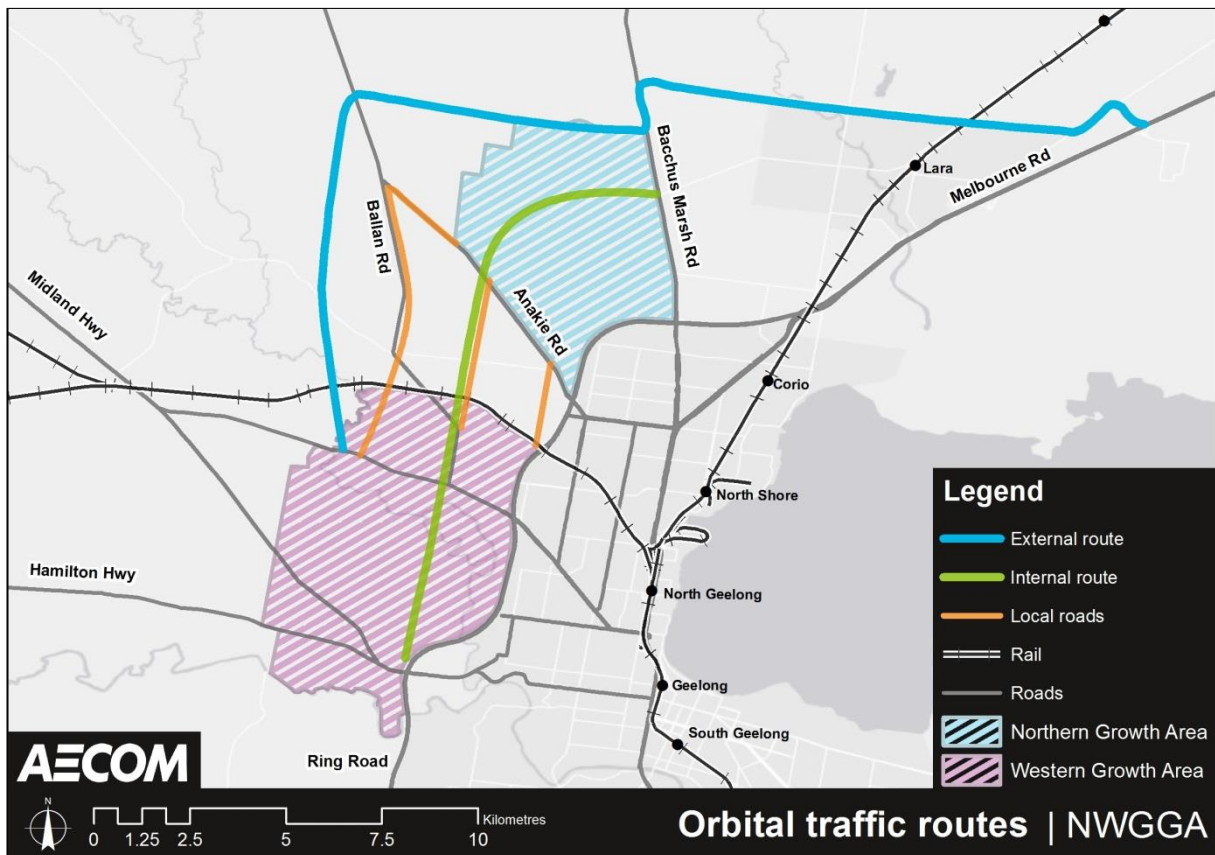 Ballan Rd
Bacchus Marsh Rd
Lara
Melbourne Rd
Midland Hwy
Anakie Rd
Corio
North Shore
Hamilton Hwy
North Geelong
Geelong
South Geelong
Ring Road
Legend
External route
Internal route
Local roads
Rail
Roads
Northern Growth Area
Western Growth Area
AECOM
N
0 1.25 2.5 5 7.5 10
Kilometres
Orbital traffic routes | NWGGA